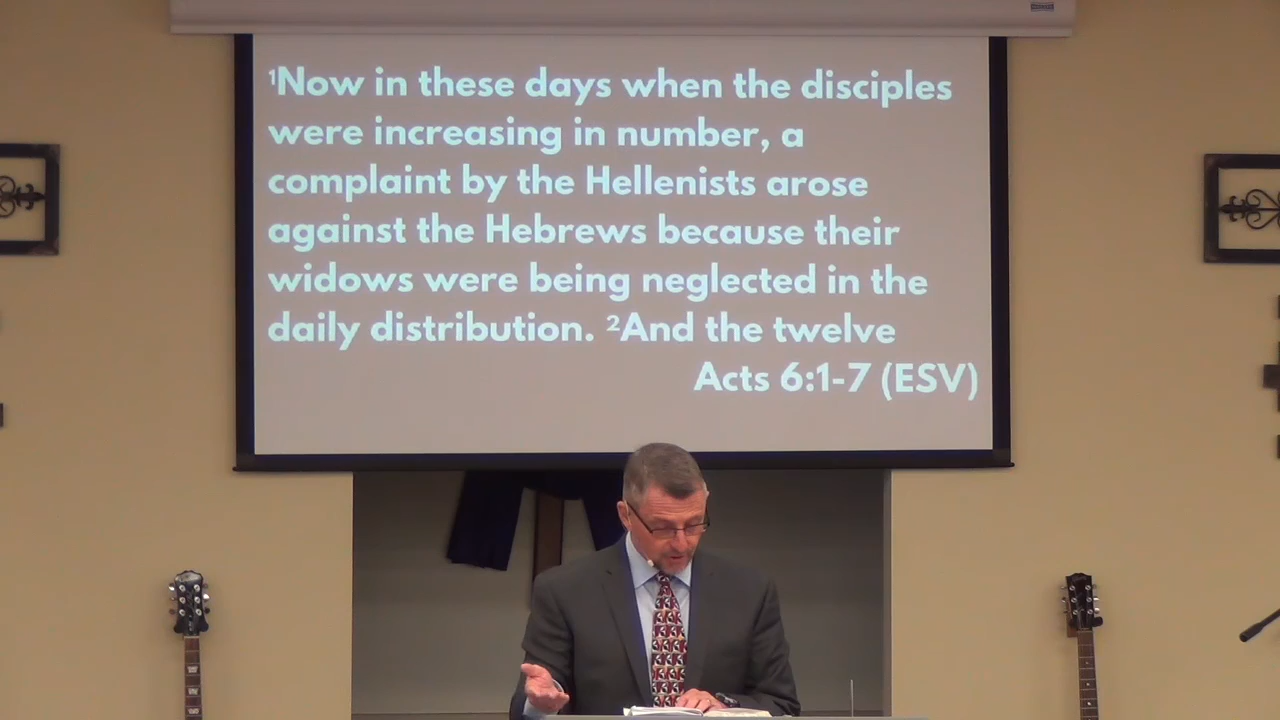 ¹Now in these days when the disciples
were increasing in number, a
complaint by the Hellenists arose
against the Hebrews because their
widows were being neglected in the
daily distribution. ²And the twelve
Acts 6:1-7 (ESV)